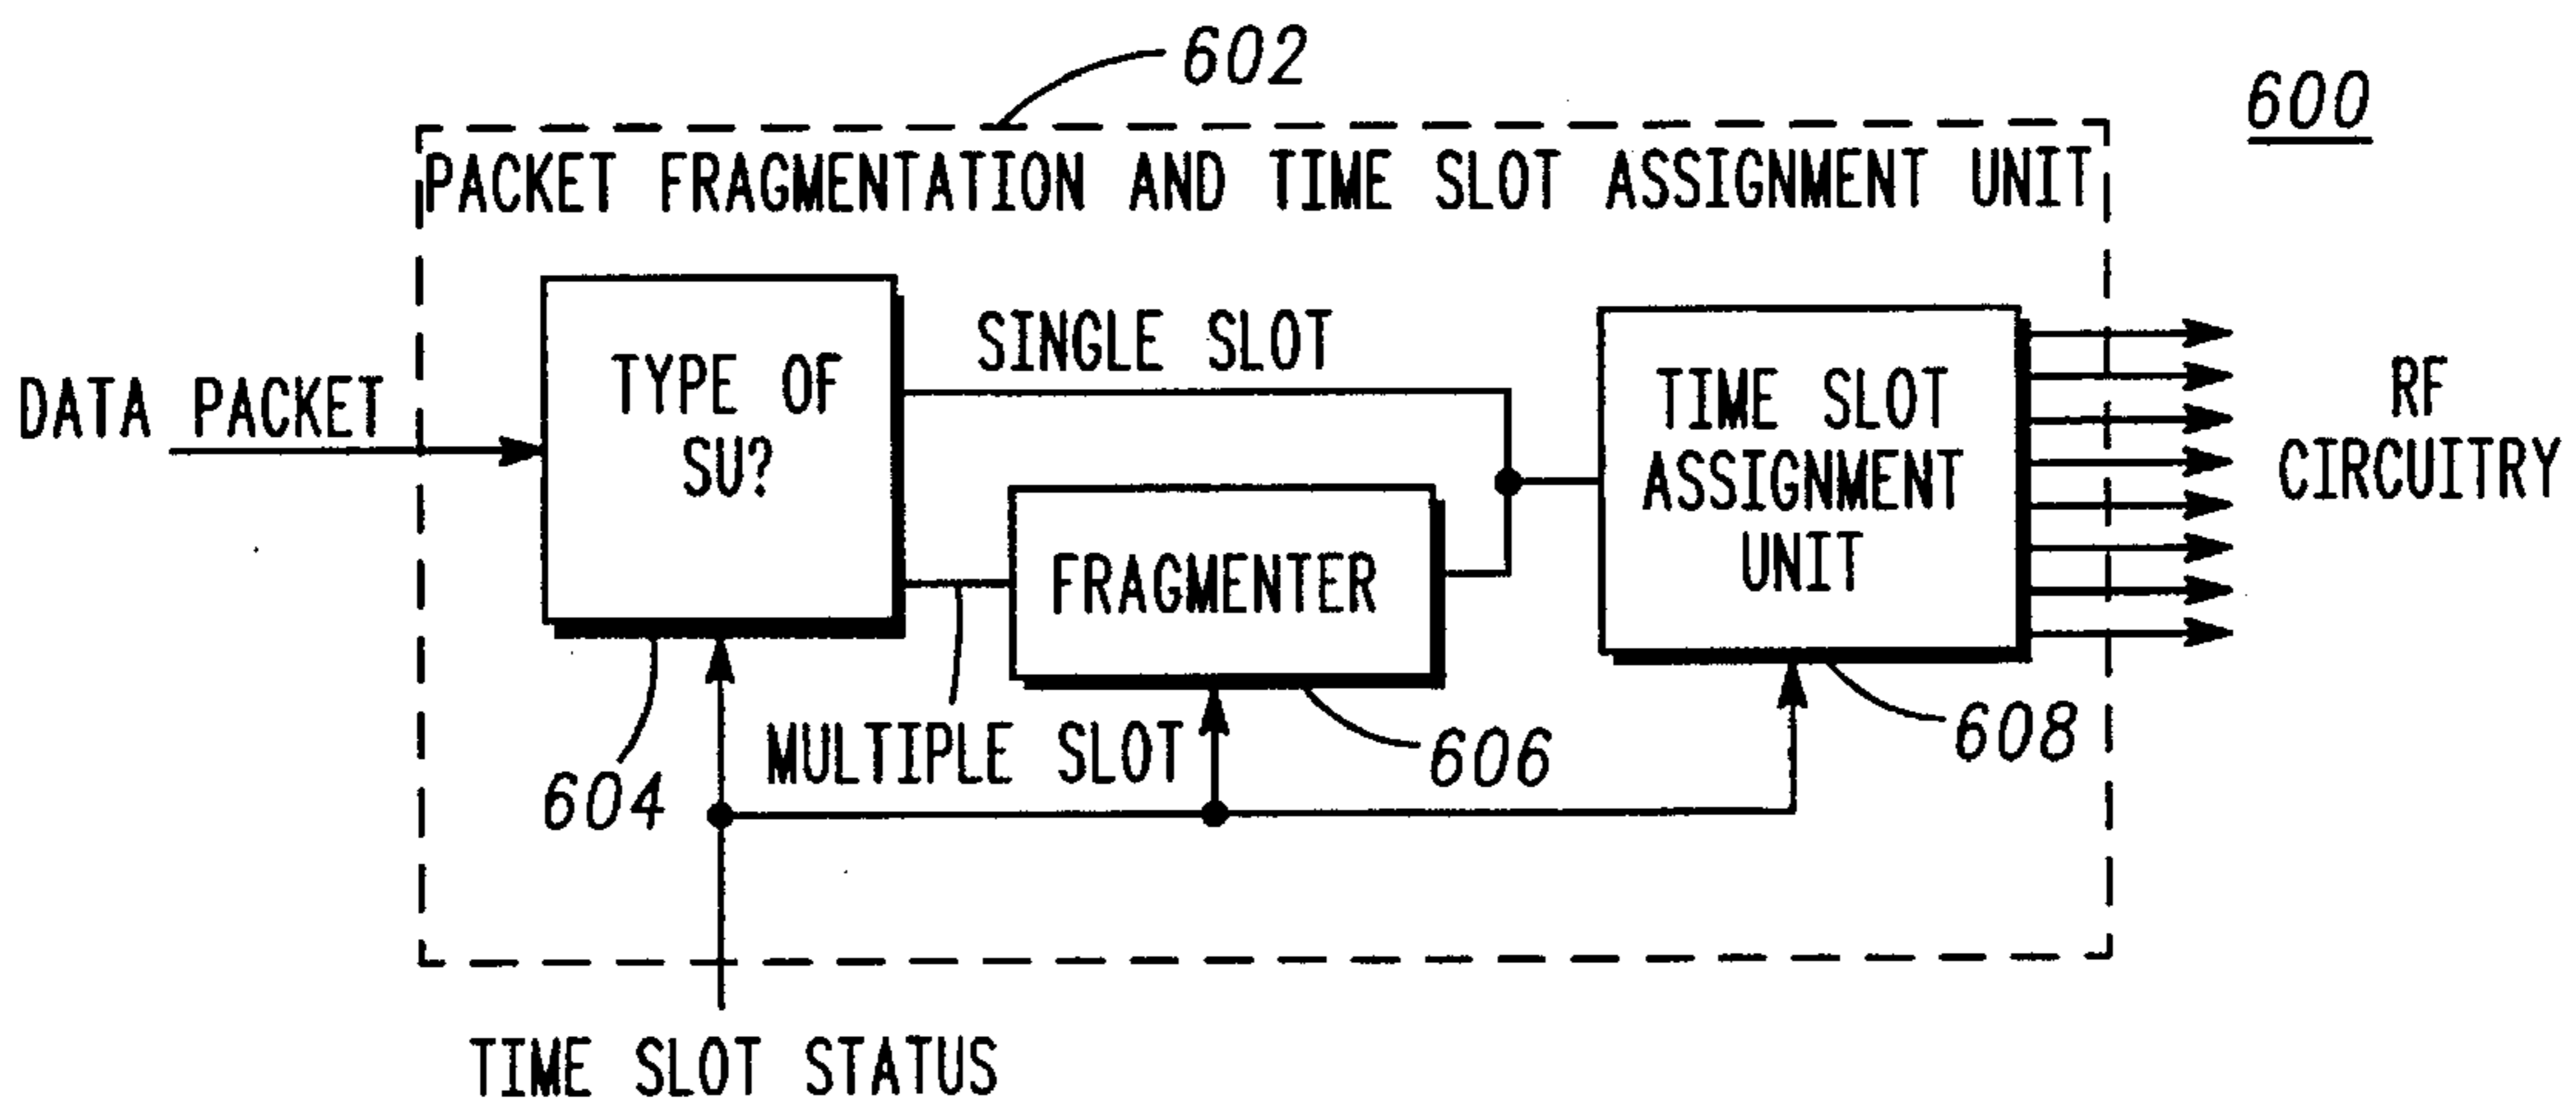 602
600
PACKET FRAGMENTATION AND TIME SLOT ASSIGNMENT UNIT
DATA PACKET
TYPE OF
SU?
SINGLE SLOT
FRAGMENTER
TIME SLOT
ASSIGNMENT
UNIT
RF
CIRCUITRY
MULTIPLE SLOT
604
606
608
TIME SLOT STATUS